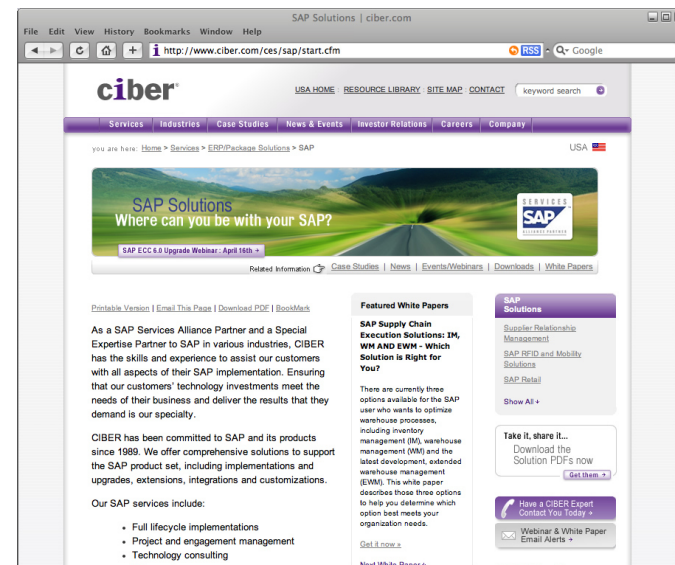 SAP Solutions | ciber.com
File Edit View History Bookmarks Window Help
http://www.ciber.com/ces/sap/start.cfm
RSS
Google
ciber
USA HOME RESOURCE LIBRARY SITE MAP CONTACT
keyword search
Services Industries Case Studies News & Events Investor Relations Careers Company
you are here: Home > Services > ERP/Package Solutions > SAP
USA
SAP Solutions
Where can you be with your SAP?
SAP ECC 6.0 Upgrade Webinar : April 16th +
SERVICES
SAP
ALLIANCE PARTNER
Related Information Case Studies | News | Events/Webinars | Downloads | White Papers
Printable Version | Email This Page | Download PDF | BookMark
As a SAP Services Alliance Partner and a Special
Expertise Partner to SAP in various industries, CIBER
has the skills and experience to assist our customers
with all aspects of their SAP implementation. Ensuring
that our customers' technology investments meet the
needs of their business and deliver the results that they
demand is our specialty.
CIBER has been committed to SAP and its products
since 1989. We offer comprehensive solutions to support
the SAP product set, including implementations and
upgrades, extensions, integrations and customizations.
Our SAP services include:
• Full lifecycle implementations
• Project and engagement management
• Technology consulting
Featured White Papers
SAP Supply Chain
Execution Solutions: IM,
WM AND EWM - Which
Solution is Right for
You?
There are currently three
options available for the SAP
user who wants to optimize
warehouse processes,
including inventory
management (IM), warehouse
management (WM) and the
latest development, extended
warehouse management
(EWM). This white paper
describes those three options
to help you determine which
option best meets your
organization needs.
Get it now »
Next White Paper +
SAP
Solutions
Supplier Relationship
Management
SAP RFID and Mobility
Solutions
SAP Retail
Show All +
Take it, share it...
Download the
Solution PDFs now
Get them +
Have a CIBER Expert
Contact You Today +
Webinar & White Paper
Email Alerts +